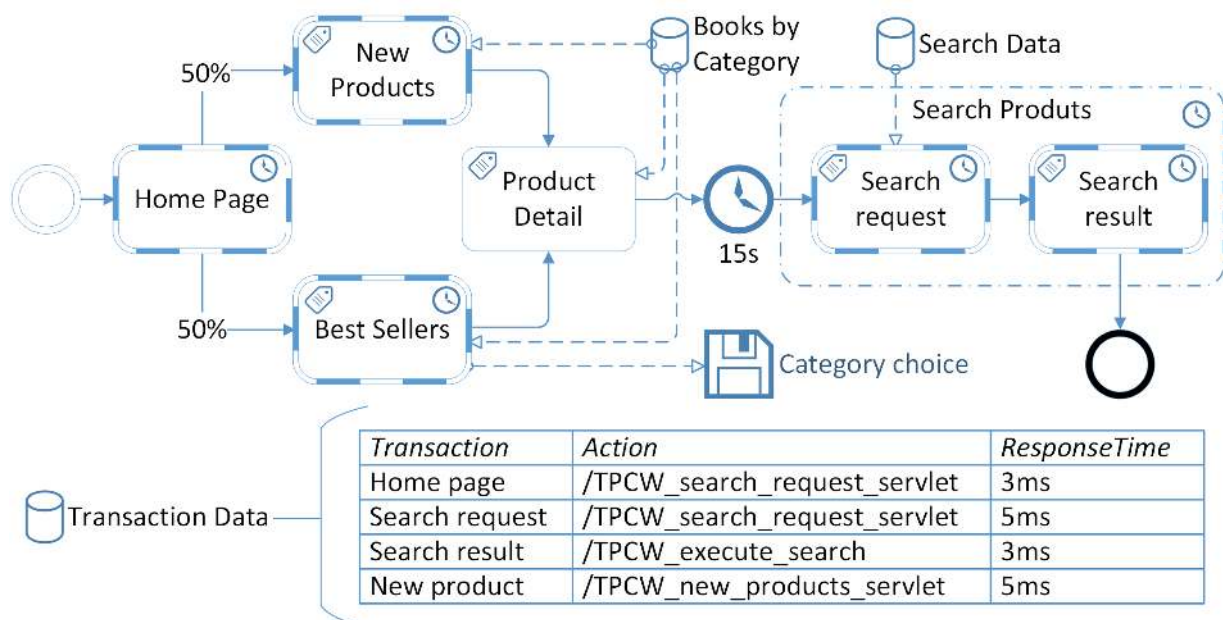 New
Products
Books by
Category
Search Data
50%
Search Produts
Home Page
Product
Detail
Search
request
Search
result
15s
50%
Best Sellers
Category choice
Transaction Action ResponseTime
Home page /TPCW_search_request_servlet 3ms
Search request /TPCW_search_request_servlet 5ms
Search result /TPCW_execute_search 3ms
New product /TPCW_new_products_servlet 5ms
Transaction Data